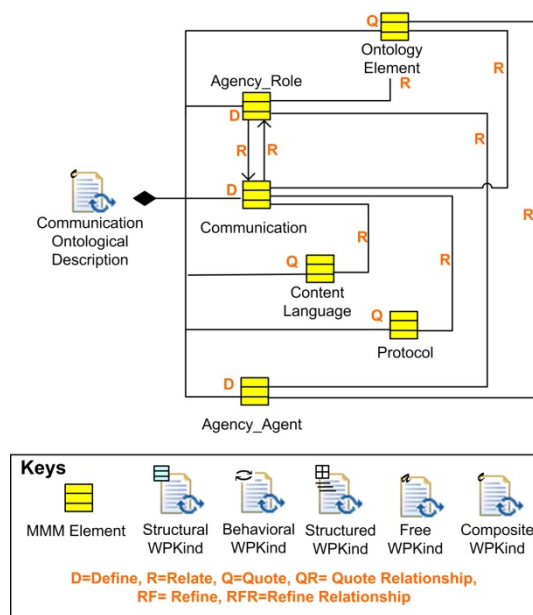 Q
Ontology
Element
R
R
Agency_Role
D
R
R
D
Communication
Communication
Ontological
Description
R
R
R
Q
Content
Language
Q
Protocol
D
Agency_Agent
Keys
MMM Element
Structural
WPKind
Behavioral
WPKind
Structured
WPKind
a
Free
WPKind
c
Composite
WPKind
D=Define, R=Relate, Q=Quote, QR= Quote Relationship,
RF= Refine, RFR=Refine Relationship